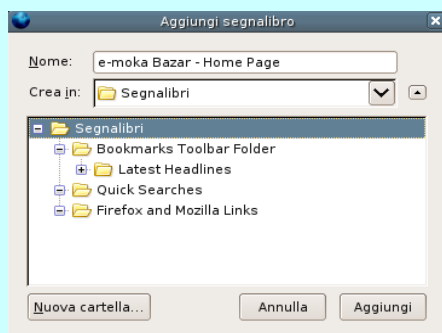 Aggiungi segnalibro
Nome: e-moka Bazar - Home Page
Crea in: Segnalibri
Segnalibri
Bookmarks Toolbar Folder
Latest Headlines
Quick Searches
Firefox and Mozilla Links
Nuova cartella... Annulla Aggiungi